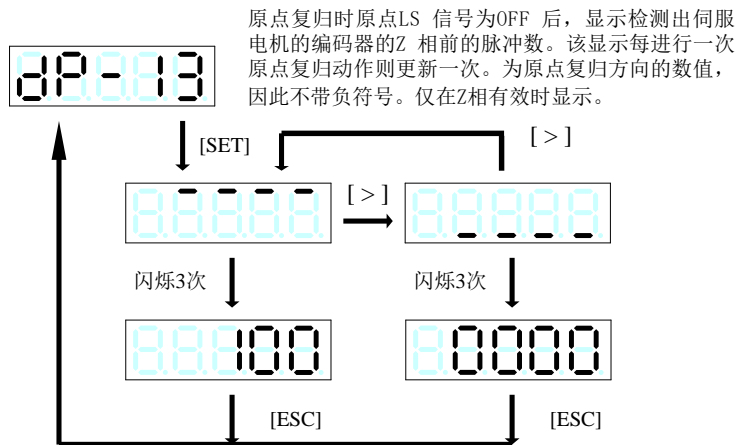 原点复归时原点LS 信号为OFF 后，显示检测出伺服
电机的编码器的Z 相前的脉冲数。该显示每进行一次
原点复归动作则更新一次。为原点复归方向的数值，
因此不带负符号。仅在Z相有效时显示。
dP-13
[SET]
[ > ]
- - - -
[ > ]
_ _ _ _
闪烁3次
闪烁3次
100
0000
[ESC]
[ESC]